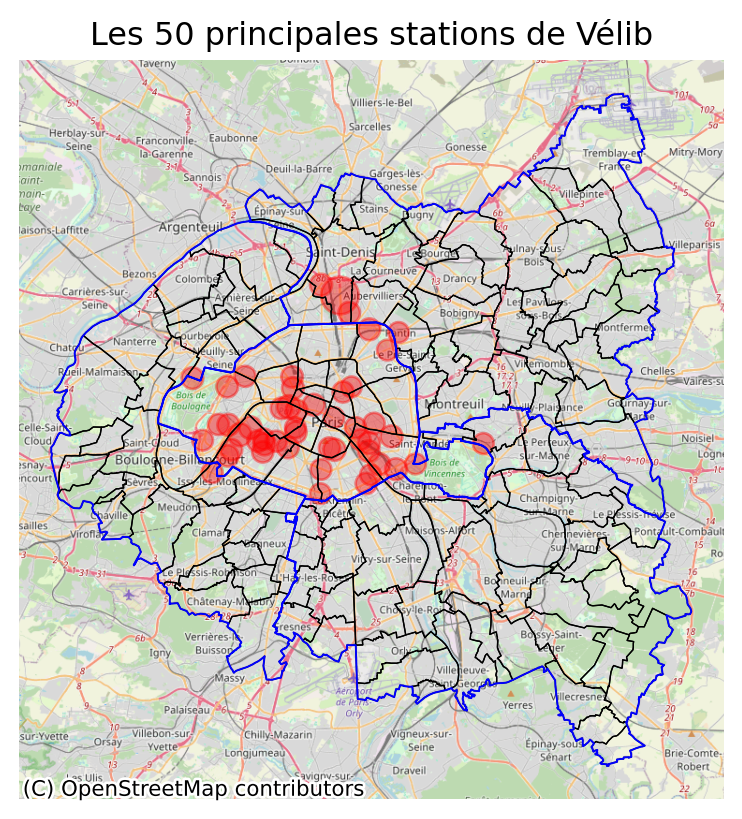 Les 50 principales stations de Vélib
Taverny
Villiers-le-Bel
102
101
5a
Herblay-sur-
Seine
Franconville-
la-Garenne
Eaubonne
Sarcelles
Gonesse
Tremblay-en-
France
Mitry-Mory
Sannois
Deuil-la-Barre
Garges-lès-
Gonesse
Villepinte
Maisons-Laffitte
Argenteuil
Épinay-sur-
Seine
Stains
Dugny
Saint-Denis
Le Bourget
Aulnay-sous-
Bois
Villeparisis
Bezons
Colombes
La Courneuve
Drancy
Carrières-sur-
Seine
Asnières-
sur-Seine
Aubervilliers
Bobigny
Les Pavillons-
sous-Bois
Montfermeil
Chatou
Nanterre
Courbevoie
Neuilly-sur-
Seine
Pantin
Le Pré-Saint-
Gervais
Villemomble
Chelles
Rueil-Malmaison
Bois de
Boulogne
Montreuil
Neuilly-Plaisance
Gournay-sur-
Marne
Vaires-su
Celle-Saint-
Cloud
Saint-Cloud
Paris
Saint-Mandé
Le Perreux-
sur-Marne
Noisiel
Boulogne-Billancourt
Bois de
Vincennes
Sèvres
Issy-les-Moulineaux
Charenton-
Pont
Champigny-
sur-Marne
Meudon
Kremlin-
Bicêtre
Le Plessis-Trévise
Pontault-Combault
Viroflay
Clamart
Bagneux
Maisons-Alfort
Chennevières-
sur-Marne
Vitry-sur-Seine
Le Plessis-Robinson
L'Haÿ-les-Roses
Bonneuil-sur-
Marne
Châtenay-Malabry
Choisy-le-Roi
Fresnes
Boissy-Saint-
Léger
Verrières-le-
Buisson
Igny
Orly
Massy
Villeneuve-
Saint-Georges
Aéroport
de Paris
Orly
Villecresnes
Palaiseau
Yerres
Orsay
Villebon-sur-
Yvette
Chilly-Mazarin
Vigneux-sur-
Seine
Épinay-sous-
Sénart
Brie-Comte-
Robert
Longjumeau
Draveil
Les Ulis
Savigny-sur-
(C) OpenStreetMap contributors